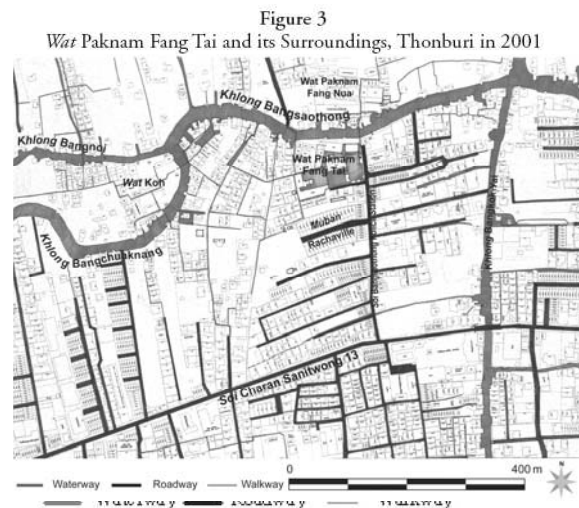 Figure 3
Wat Paknam Fang Tai and its Surroundings, Thonburi in 2001
Wat Paknam
Fang Nua
Khlong Bangsaothong
Khlong Bangnoi
Wat Paknam
Fang Tai
Wat Koh
Muban
Rachaville
Khlong Bangchuaknang
Soi Charan Sanitwong 13
Waterway
Roadway
Walkway
0
400 m
N